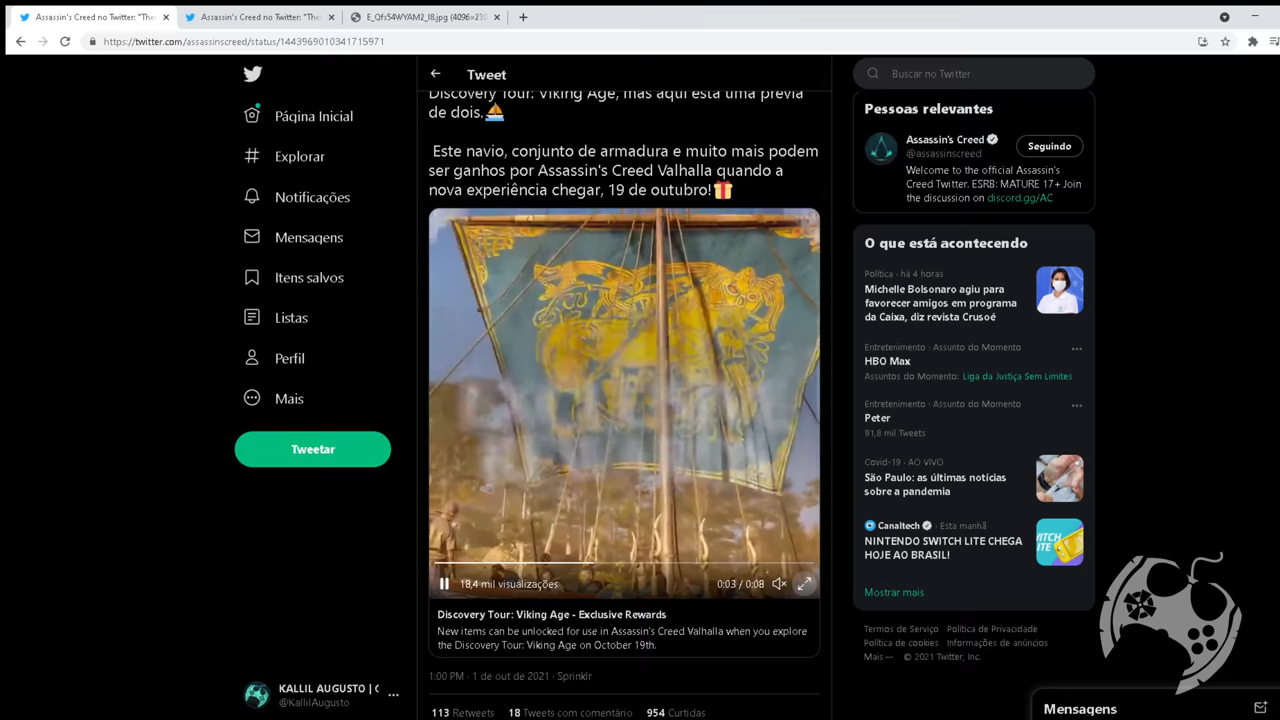 Assassin's Creed no Twitter: "The
Assassin's Creed no Twitter: "The
E_Qfs54WYAM2_I8.jpg (4096×230
https://twitter.com/assassinscreed/status/1443969010341715971
Página Inicial
Explorar
Notificações
Mensagens
Itens salvos
Listas
Perfil
Mais
Tweetar
KALLIL AUGUSTO | C
@KallilAugusto
Tweet
Discovery Tour: Viking Age, mas aqui está uma prévia
de dois.⛵
Este navio, conjunto de armadura e muito mais podem
ser ganhos por Assassin's Creed Valhalla quando a
nova experiência chegar, 19 de outubro!🎁
18,4 mil visualizações
0:03 / 0:08
Discovery Tour: Viking Age - Exclusive Rewards
New items can be unlocked for use in Assassin's Creed Valhalla when you explore
the Discovery Tour: Viking Age on October 19th.
1:00 PM · 1 de out de 2021 · Sprinklr
113 Retweets 18 Tweets com comentário 954 Curtidas
Buscar no Twitter
Pessoas relevantes
Assassin's Creed
@assassinscreed
Seguindo
Welcome to the official Assassin's
Creed Twitter. ESRB: MATURE 17+ Join
the discussion on discord.gg/AC
O que está acontecendo
Política · há 4 horas
Michelle Bolsonaro agiu para
favorecer amigos em programa
da Caixa, diz revista Crusoé
Entretenimento · Assunto do Momento
HBO Max
Assuntos do Momento: Liga da Justiça Sem Limites
Entretenimento · Assunto do Momento
Peter
91,8 mil Tweets
Covid-19 · AO VIVO
São Paulo: as últimas notícias
sobre a pandemia
Canaltech · Esta manhã
NINTENDO SWITCH LITE CHEGA
HOJE AO BRASIL!
Mostrar mais
Termos de Serviço Política de Privacidade
Política de cookies Informações de anúncios
Mais ··· © 2021 Twitter, Inc.
Mensagens